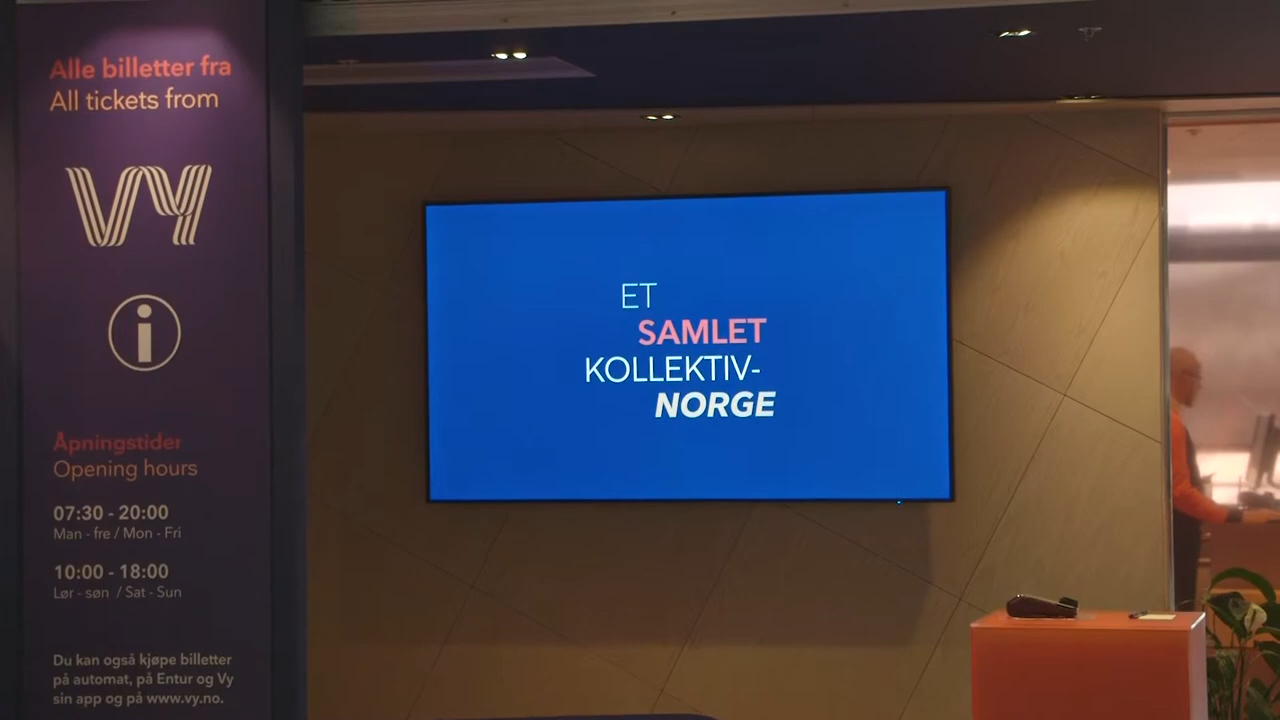 Alle billetter fra
All tickets from
VY
i
Åpningstider
Opening hours
07:30 - 20:00
Man - fre / Mon - Fri
10:00 - 18:00
Lør - søn / Sat - Sun
Du kan også kjøpe billetter
på automat, på Entur og Vy
sin app og på www.vy.no.
ET
SAMLET
KOLLEKTIV-
NORGE